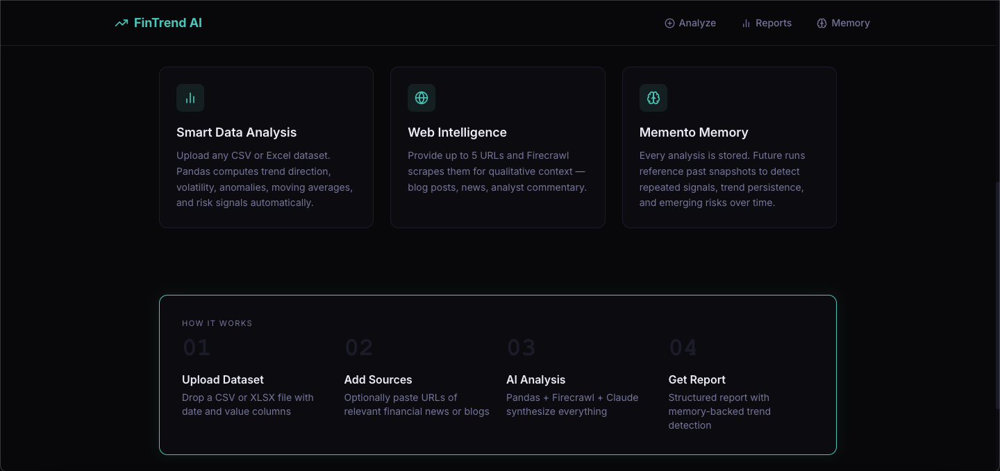 FinTrend AI
Analyze
Reports
Memory
Smart Data Analysis
Upload any CSV or Excel dataset.
Pandas computes trend direction,
volatility, anomalies, moving averages,
and risk signals automatically.
Web Intelligence
Provide up to 5 URLs and Firecrawl
scrapes them for qualitative context —
blog posts, news, analyst commentary.
Memento Memory
Every analysis is stored. Future runs
reference past snapshots to detect
repeated signals, trend persistence,
and emerging risks over time.
HOW IT WORKS
01
Upload Dataset
Drop a CSV or XLSX file with
date and value columns
02
Add Sources
Optionally paste URLs of
relevant financial news or blogs
03
AI Analysis
Pandas + Firecrawl + Claude
synthesize everything
04
Get Report
Structured report with
memory-backed trend
detection